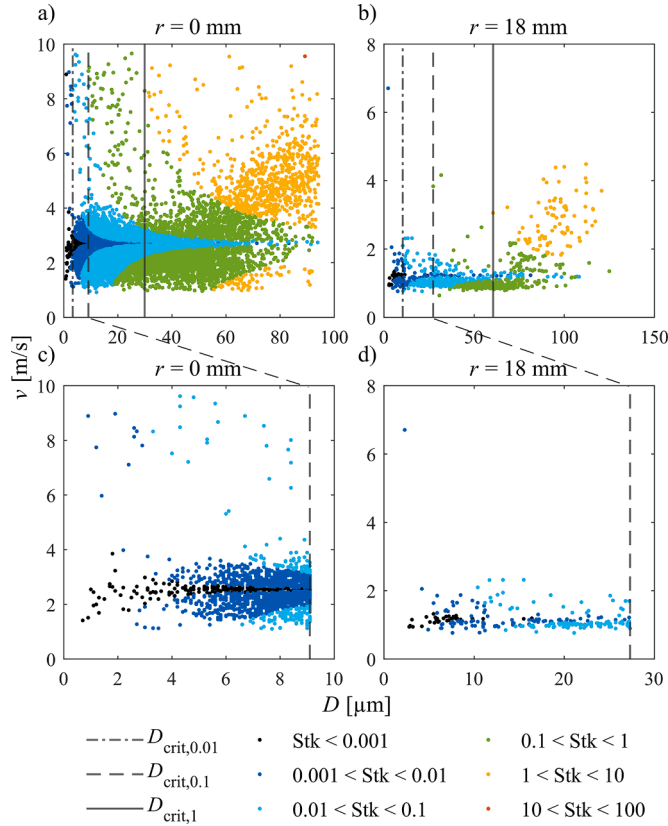 a)
r = 0 mm
b)
r = 18 mm
10
8
6
4
2
0
0 20 40 60 80 100
8
6
4
2
0
0 50 100 150
v [m/s]
c)
r = 0 mm
d)
r = 18 mm
10
8
6
4
2
0
0 2 4 6 8 10
8
6
4
2
0
0 10 20 30
D [µm]
D_crit,0.01
Stk < 0.001
0.1 < Stk < 1
D_crit,0.1
0.001 < Stk < 0.01
1 < Stk < 10
D_crit,1
0.01 < Stk < 0.1
10 < Stk < 100